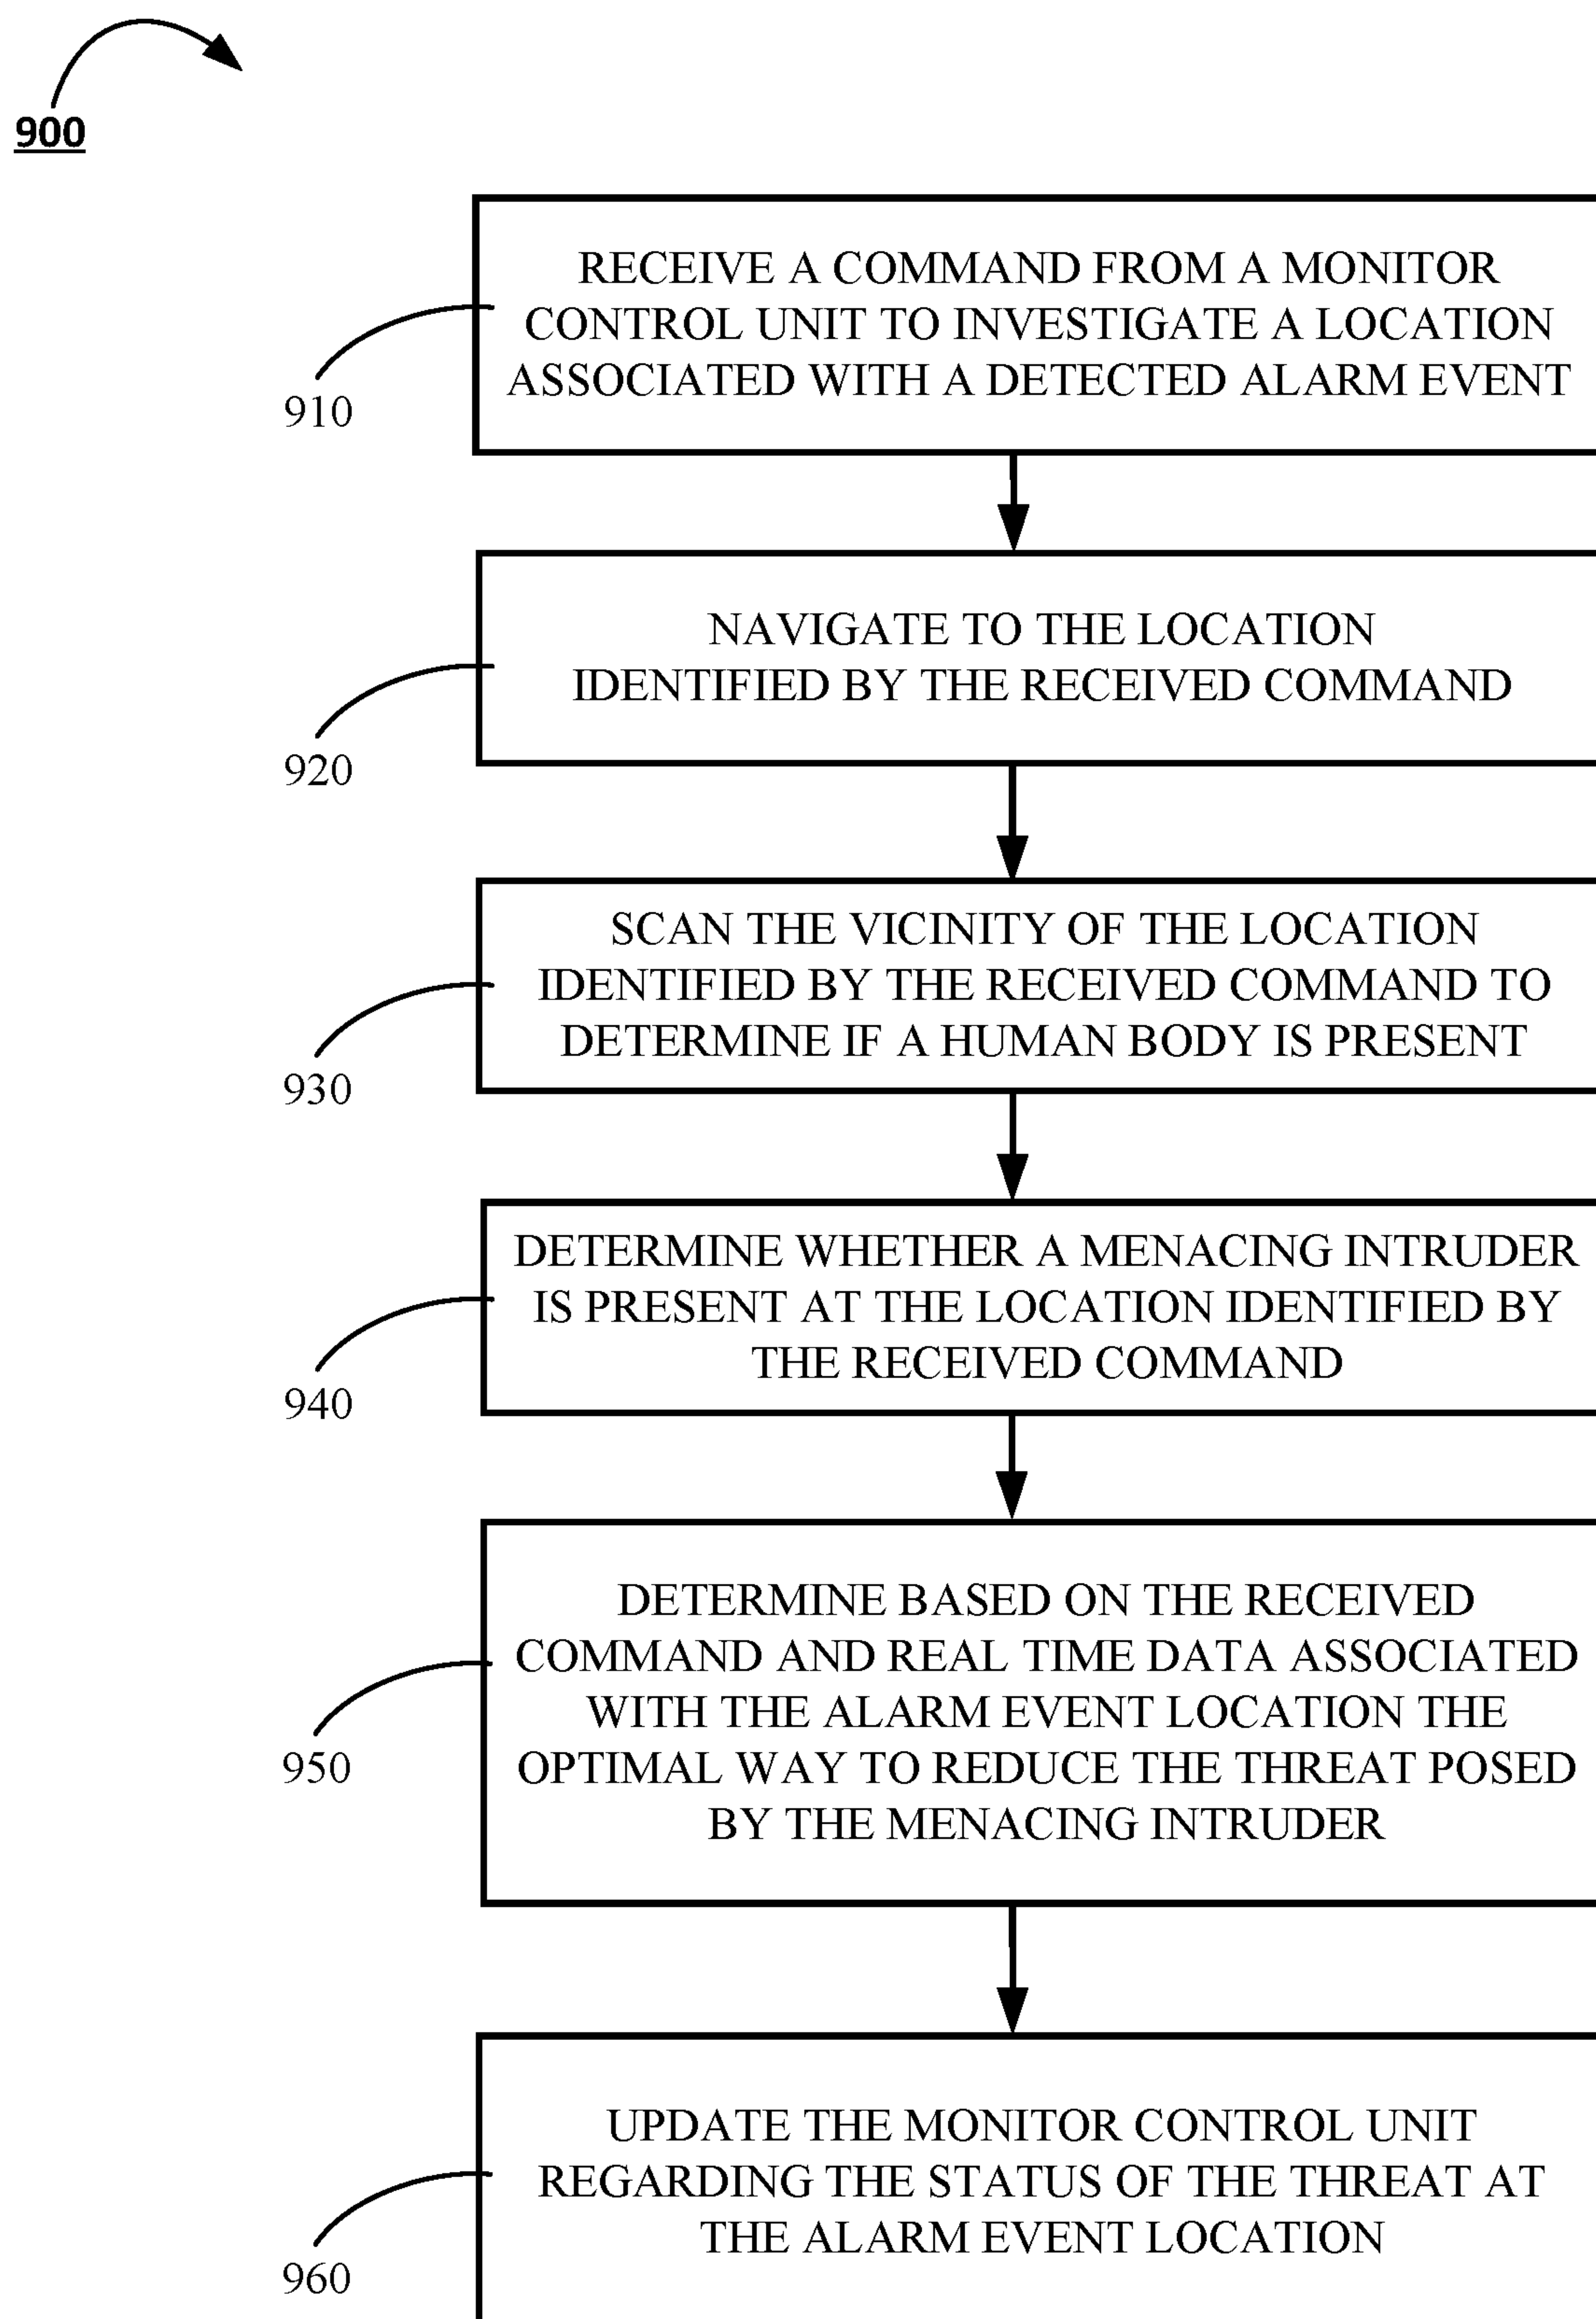 900
RECEIVE A COMMAND FROM A MONITOR
CONTROL UNIT TO INVESTIGATE A LOCATION
ASSOCIATED WITH A DETECTED ALARM EVENT
910
NAVIGATE TO THE LOCATION
IDENTIFIED BY THE RECEIVED COMMAND
920
SCAN THE VICINITY OF THE LOCATION
IDENTIFIED BY THE RECEIVED COMMAND TO
DETERMINE IF A HUMAN BODY IS PRESENT
930
DETERMINE WHETHER A MENACING INTRUDER
IS PRESENT AT THE LOCATION IDENTIFIED BY
THE RECEIVED COMMAND
940
DETERMINE BASED ON THE RECEIVED
COMMAND AND REAL TIME DATA ASSOCIATED
WITH THE ALARM EVENT LOCATION THE
OPTIMAL WAY TO REDUCE THE THREAT POSED
BY THE MENACING INTRUDER
950
UPDATE THE MONITOR CONTROL UNIT
REGARDING THE STATUS OF THE THREAT AT
THE ALARM EVENT LOCATION
960